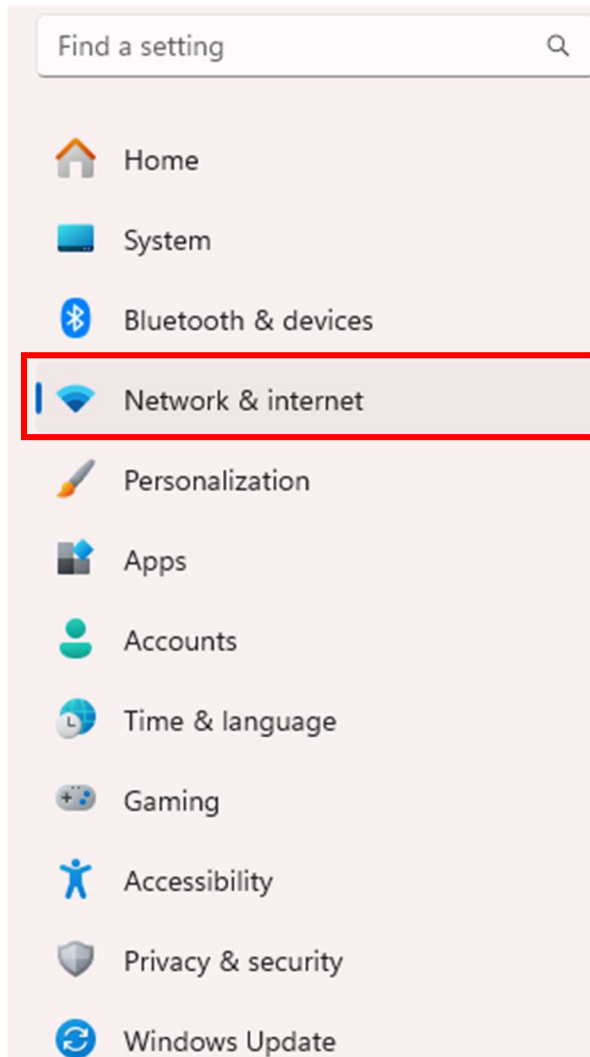 Find a setting
Home
System
Bluetooth & devices
Network & internet
Personalization
Apps
Accounts
Time & language
Gaming
Accessibility
Privacy & security
Windows Update